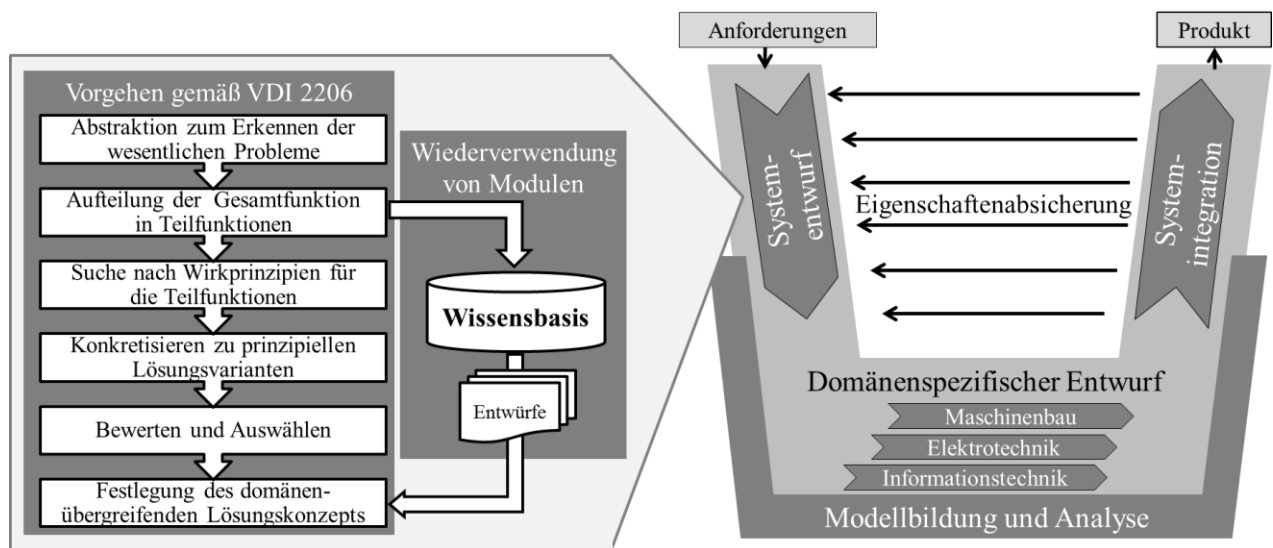 Vorgehen gemäß VDI 2206
Abstraktion zum Erkennen der
wesentlichen Probleme
Aufteilung der Gesamtfunktion
in Teilfunktionen
Suche nach Wirkprinzipien für
die Teilfunktionen
Konkretisieren zu prinzipiellen
Lösungsvarianten
Bewerten und Auswählen
Festlegung des domänen-
übergreifenden Lösungskonzepts
Wiederverwendung
von Modulen
Wissensbasis
Entwürfe
Anforderungen
Produkt
System-
entwurf
Eigenschaftenabsicherung
System-
integration
Domänenspezifischer Entwurf
Maschinenbau
Elektrotechnik
Informationstechnik
Modellbildung und Analyse